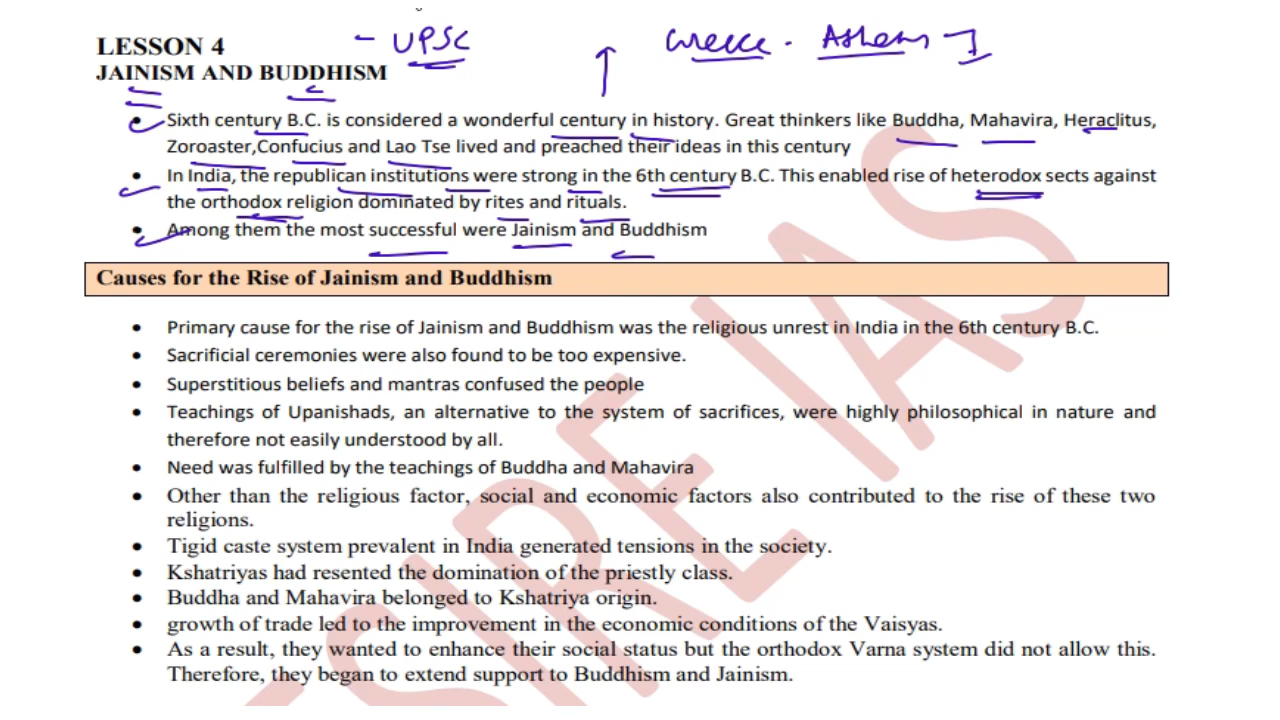 LESSON 4 – UPSC Greece. Athens
JAINISM AND BUDDHISM
• Sixth century B.C. is considered a wonderful century in history. Great thinkers like Buddha, Mahavira, Heraclitus,
Zoroaster,Confucius and Lao Tse lived and preached their ideas in this century
• In India, the republican institutions were strong in the 6th century B.C. This enabled rise of heterodox sects against
the orthodox religion dominated by rites and rituals.
• Among them the most successful were Jainism and Buddhism
Causes for the Rise of Jainism and Buddhism
• Primary cause for the rise of Jainism and Buddhism was the religious unrest in India in the 6th century B.C.
• Sacrificial ceremonies were also found to be too expensive.
• Superstitious beliefs and mantras confused the people
• Teachings of Upanishads, an alternative to the system of sacrifices, were highly philosophical in nature and
therefore not easily understood by all.
• Need was fulfilled by the teachings of Buddha and Mahavira
• Other than the religious factor, social and economic factors also contributed to the rise of these two
religions.
• Tigid caste system prevalent in India generated tensions in the society.
• Kshatriyas had resented the domination of the priestly class.
• Buddha and Mahavira belonged to Kshatriya origin.
• growth of trade led to the improvement in the economic conditions of the Vaisyas.
• As a result, they wanted to enhance their social status but the orthodox Varna system did not allow this.
Therefore, they began to extend support to Buddhism and Jainism.
ESIRE IAS